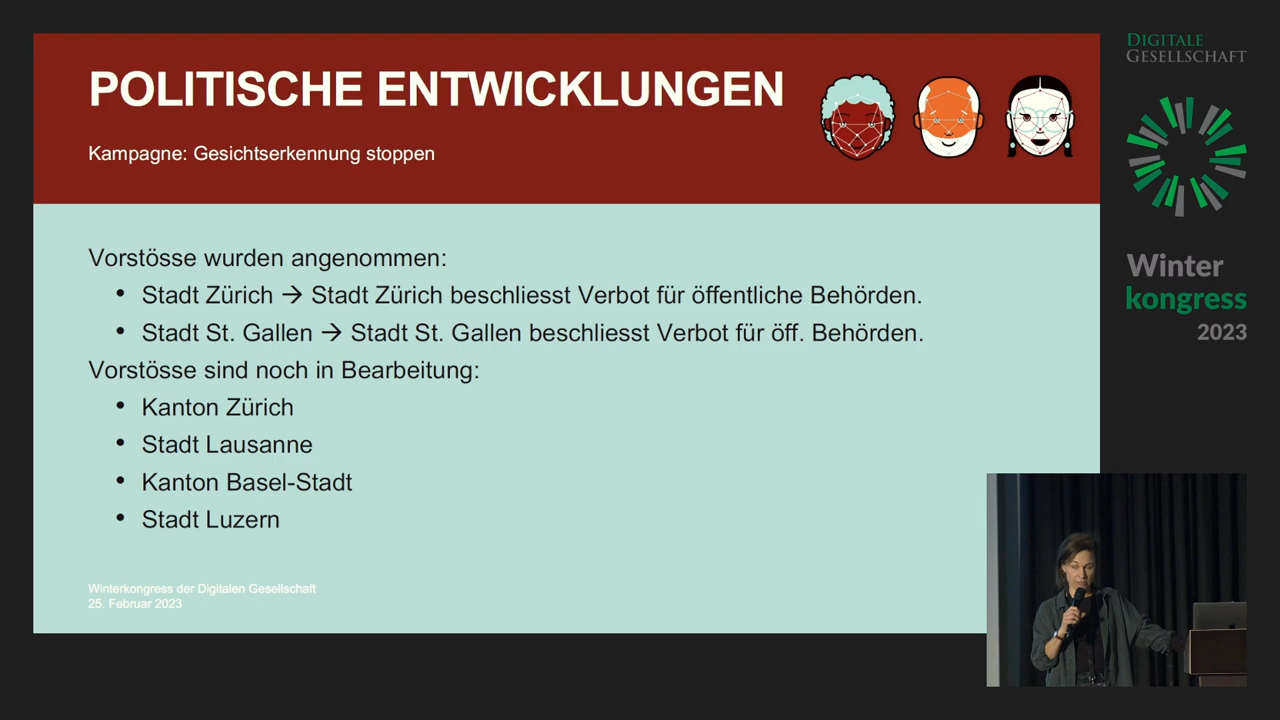 POLITISCHE ENTWICKLUNGEN
Kampagne: Gesichtserkennung stoppen
Vorstösse wurden angenommen:
• Stadt Zürich → Stadt Zürich beschliesst Verbot für öffentliche Behörden.
• Stadt St. Gallen → Stadt St. Gallen beschliesst Verbot für öff. Behörden.
Vorstösse sind noch in Bearbeitung:
• Kanton Zürich
• Stadt Lausanne
• Kanton Basel-Stadt
• Stadt Luzern
Winterkongress der Digitalen Gesellschaft
25. Februar 2023
DIGITALE
GESELLSCHAFT
Winter
kongress
2023